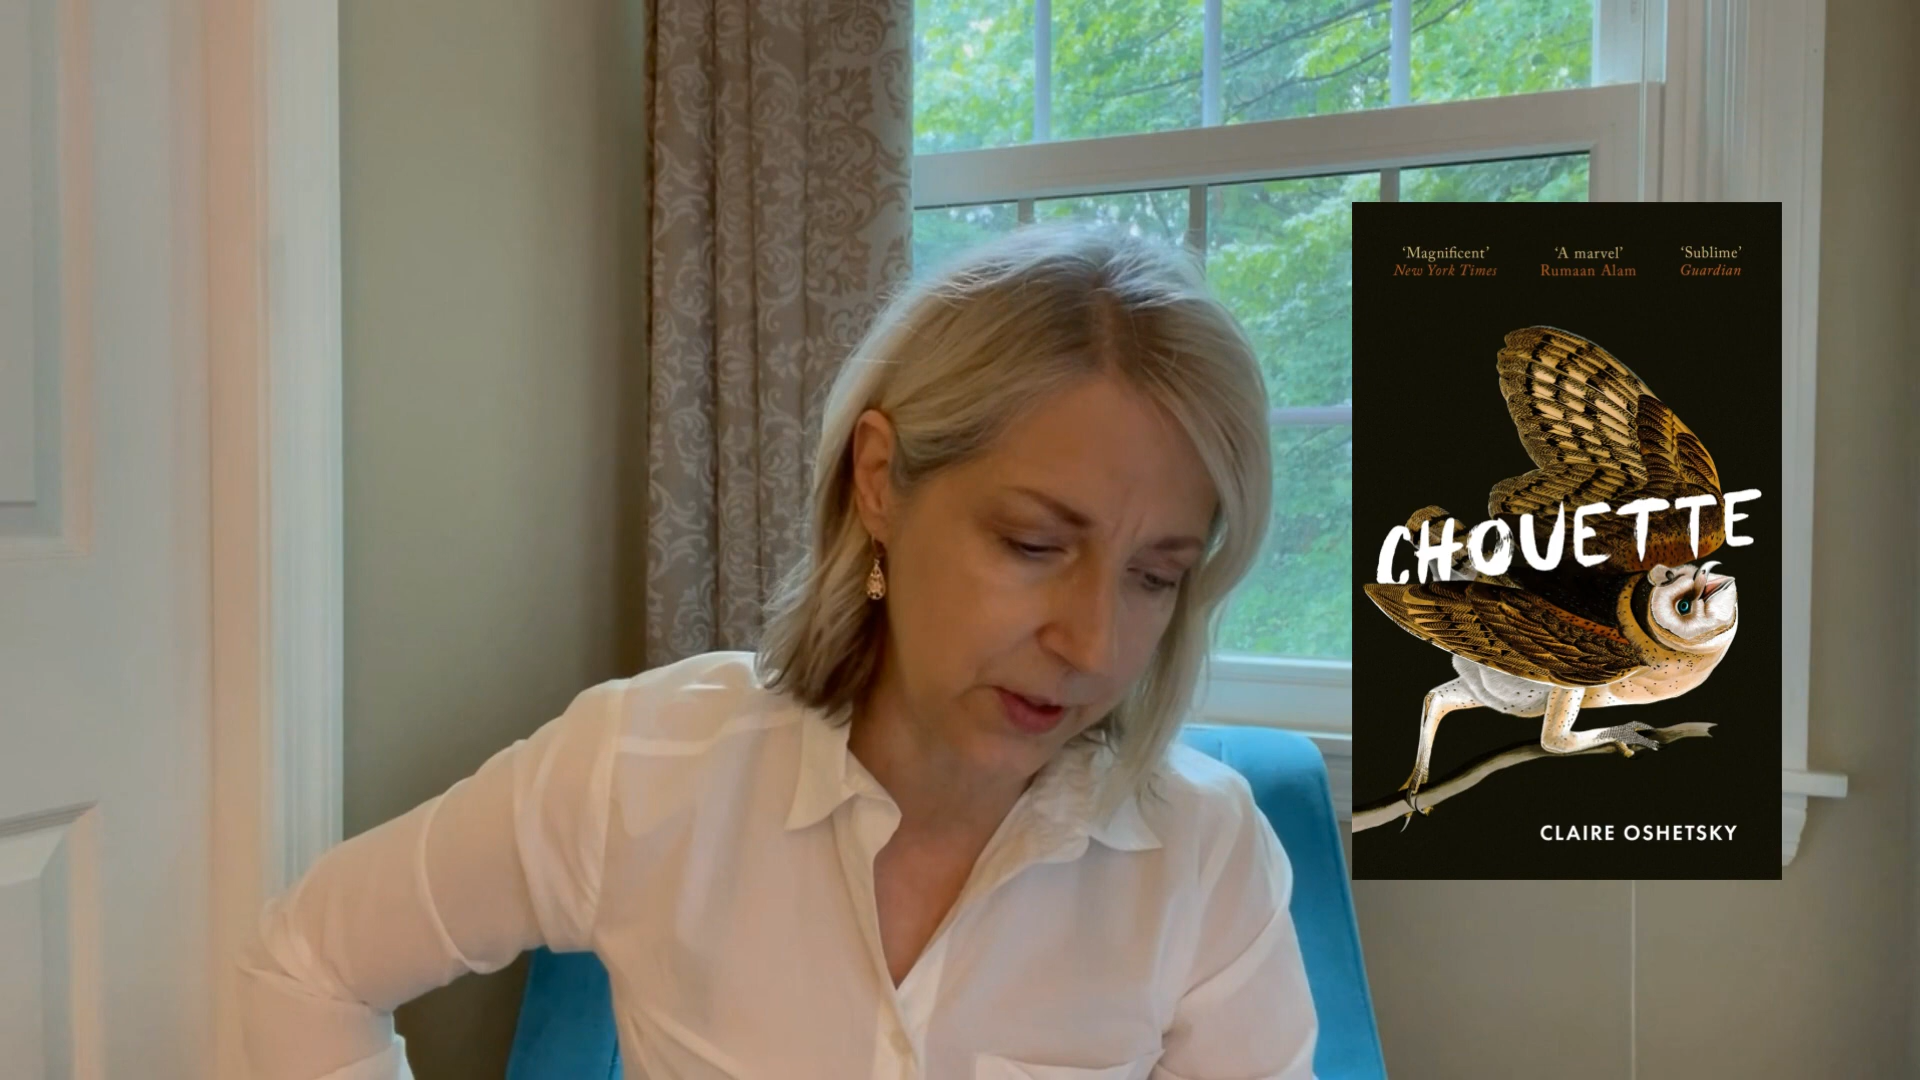 ‘Magnificent’
New York Times
‘A marvel’
Rumaan Alam
‘Sublime’
Guardian
CHOUETTE
CLAIRE OSHETSKY